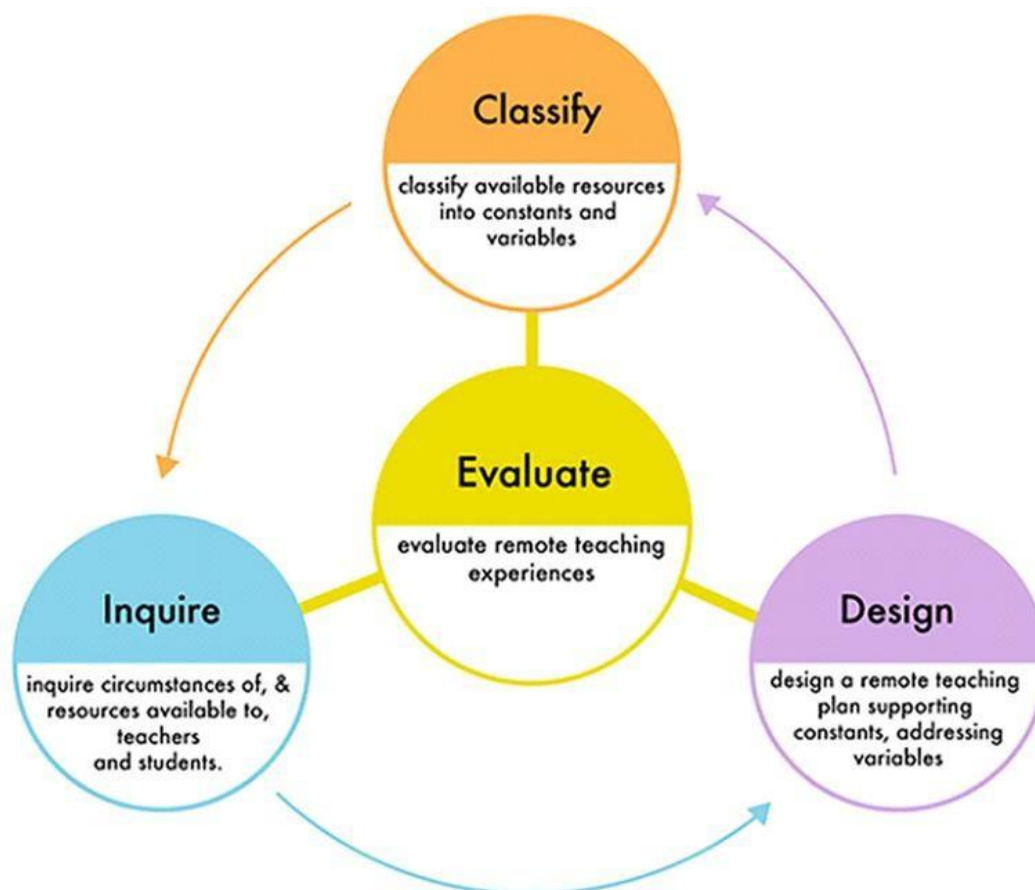 Classify
classify available resources
into constants and
variables
Evaluate
evaluate remote teaching
experiences
Inquire
inquire circumstances of, &
resources available to,
teachers
and students.
Design
design a remote teaching
plan supporting
constants, addressing
variables